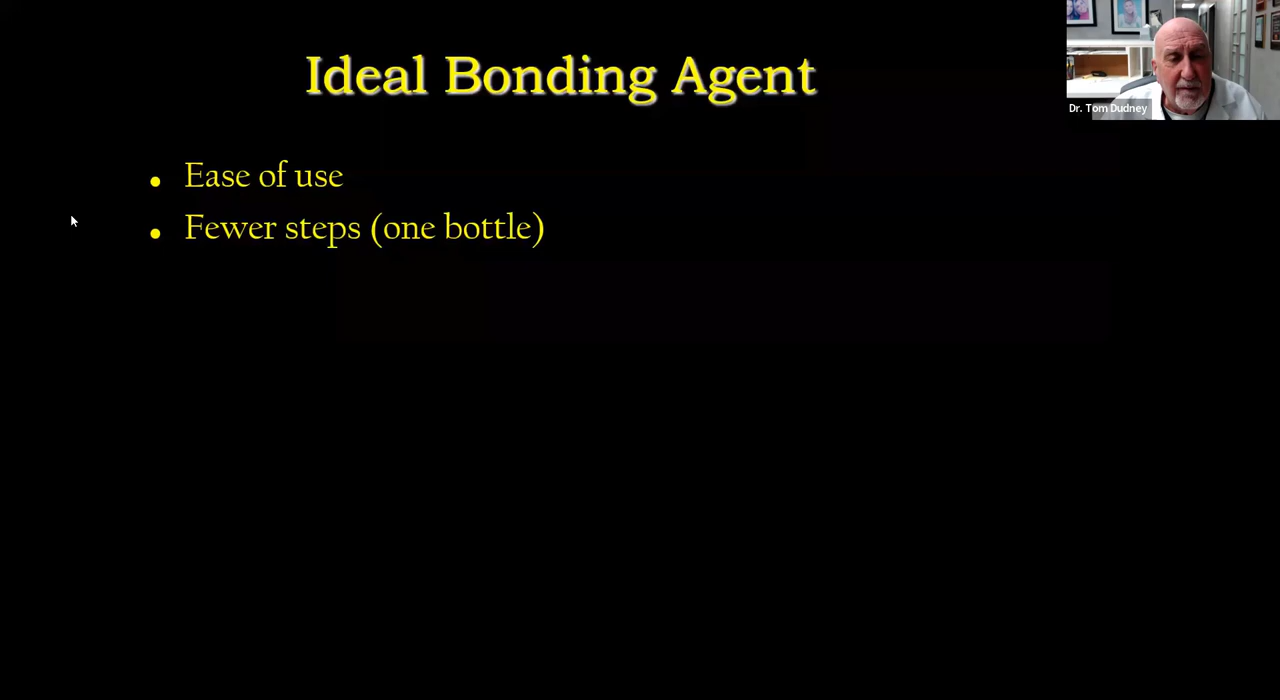 Ideal Bonding Agent
Dr. Tom Dudney
• Ease of use
• Fewer steps (one bottle)